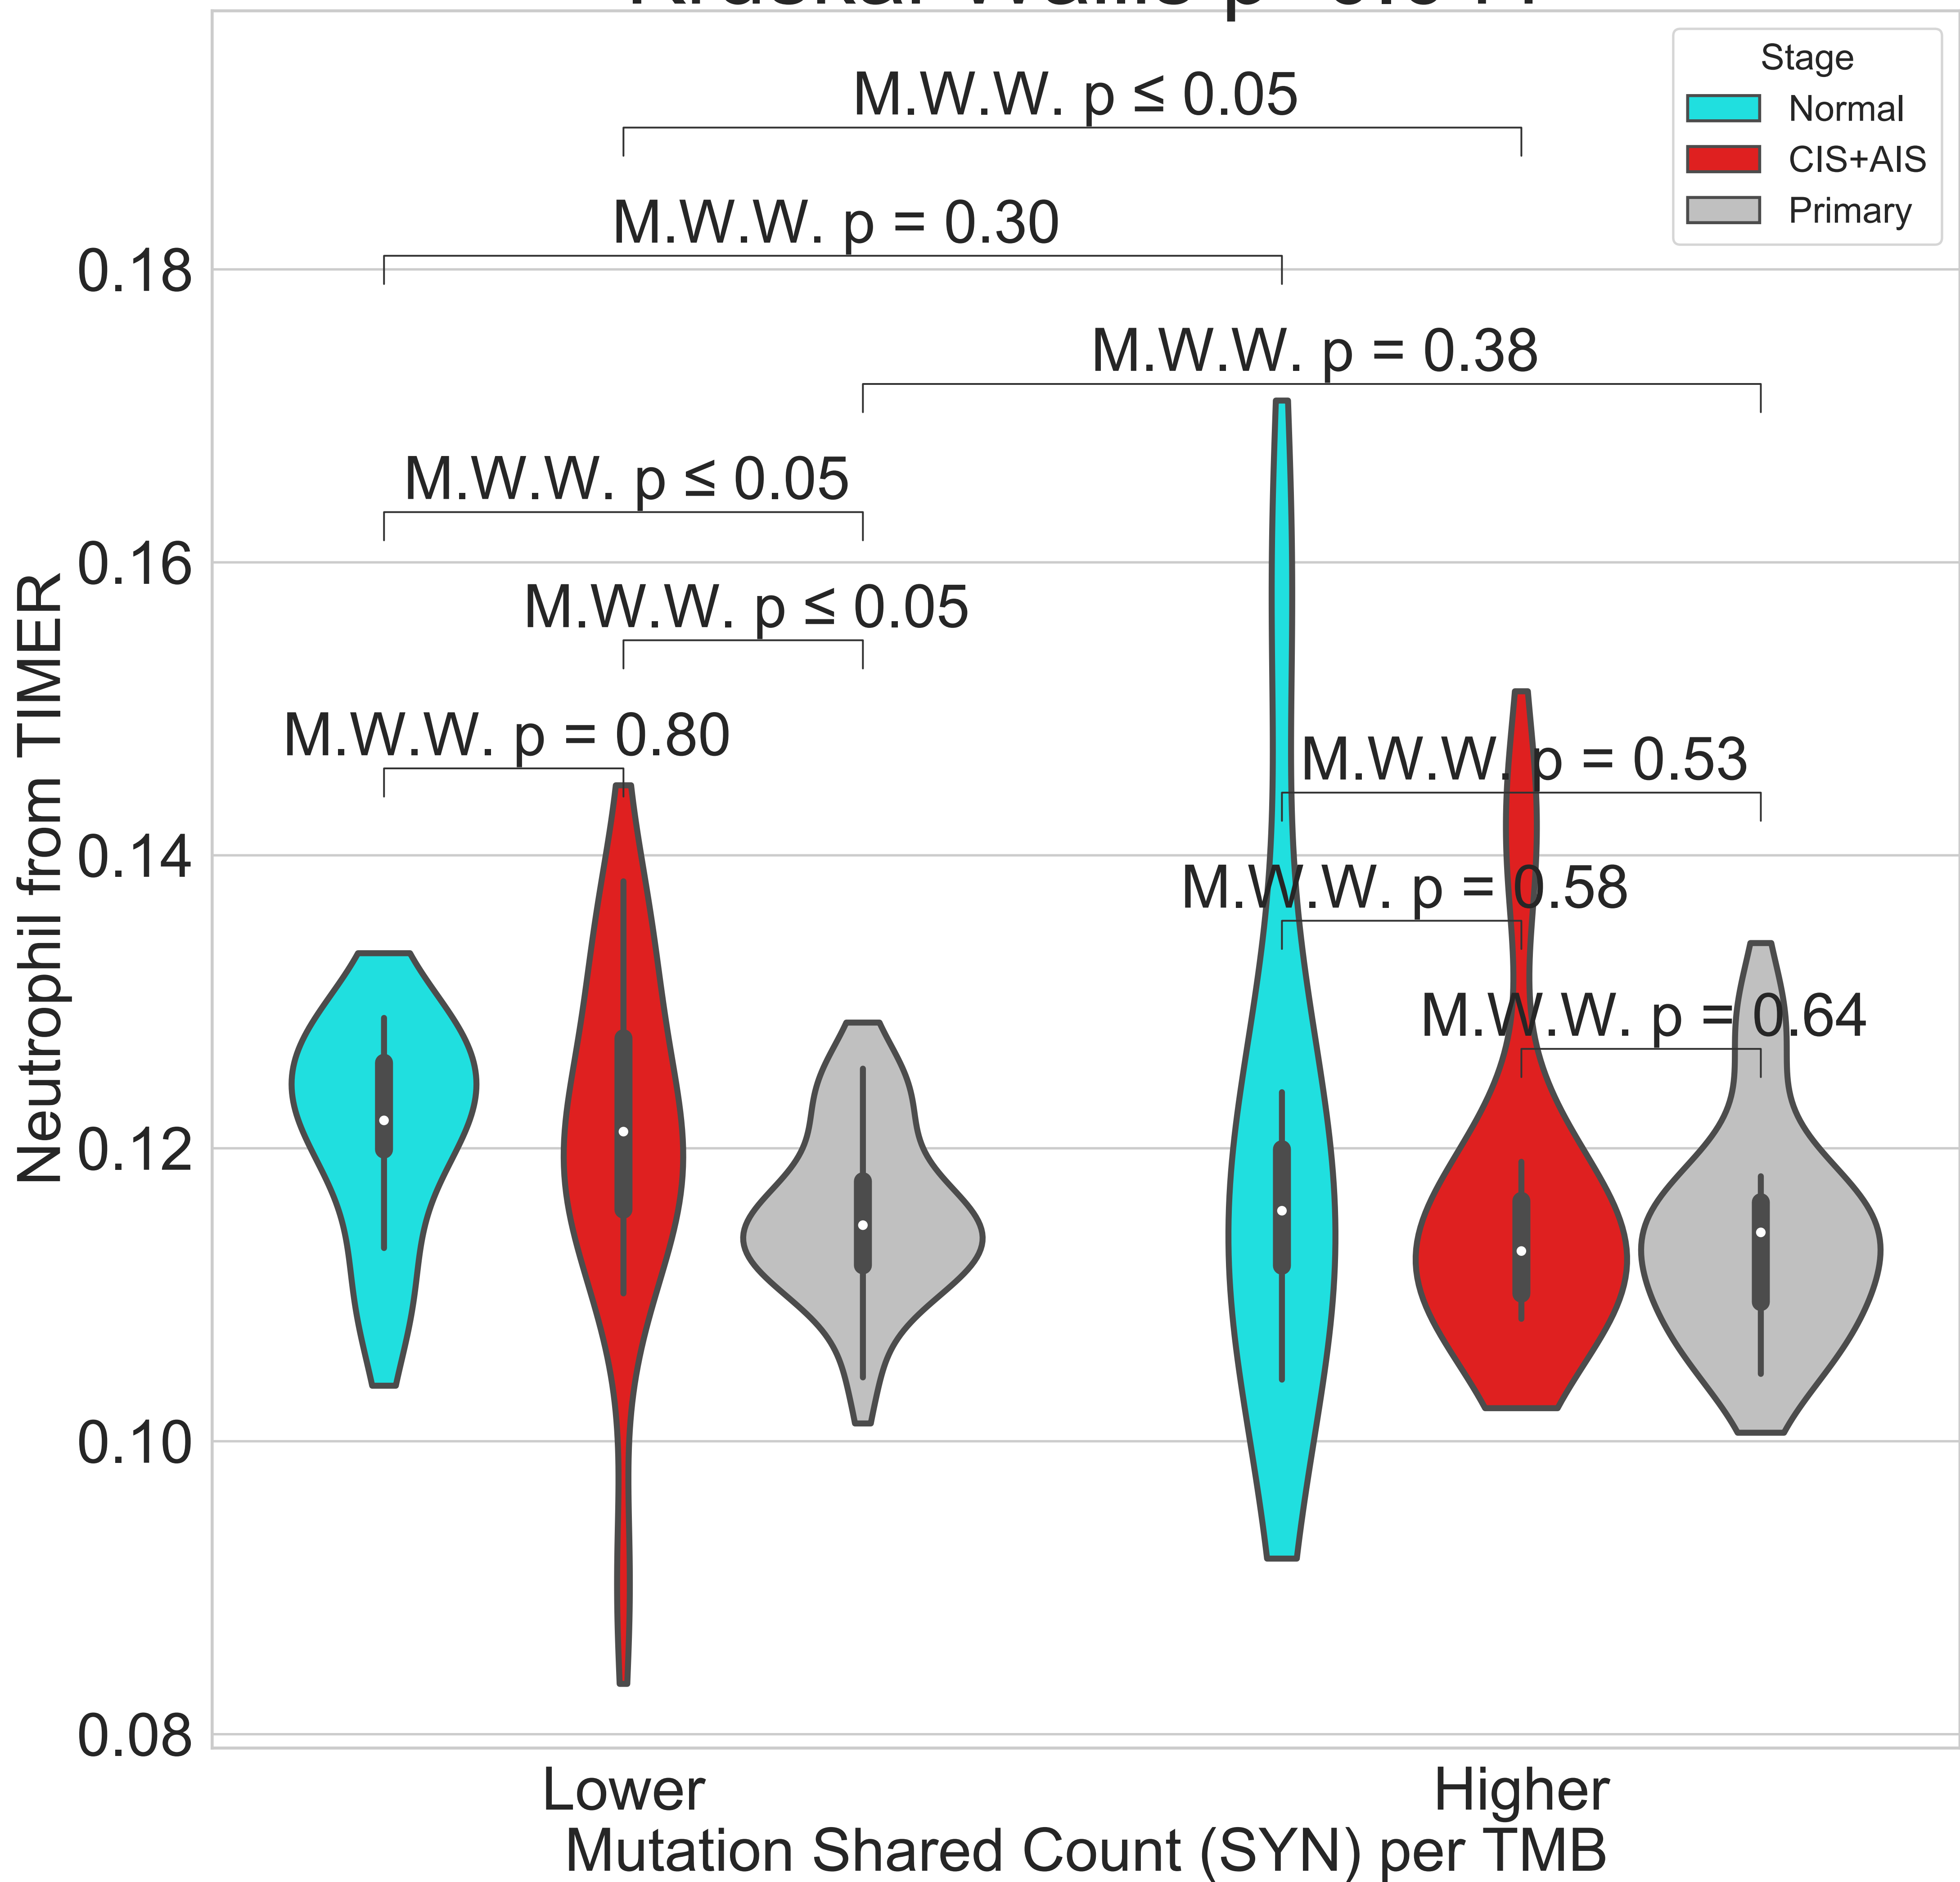 Stage
Normal
CIS+AIS
Primary
M.W.W. p ≤ 0.05
M.W.W. p = 0.30
M.W.W. p = 0.38
M.W.W. p ≤ 0.05
M.W.W. p ≤ 0.05
M.W.W. p = 0.80
M.W.W. p = 0.53
M.W.W. p = 0.58
M.W.W. p = 0.64
0.18
0.16
0.14
0.12
0.10
0.08
Neutrophil from TIMER
Lower
Higher
Mutation Shared Count (SYN) per TMB